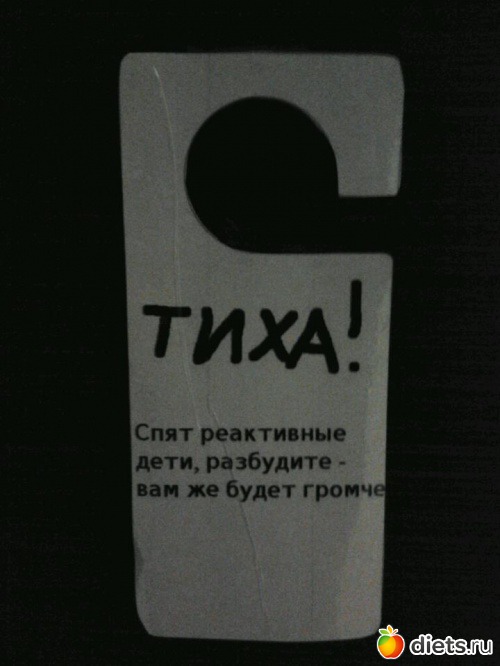 ТИХА!
Спят реактивные
дети, разбудите -
вам же будет громче
diets.ru